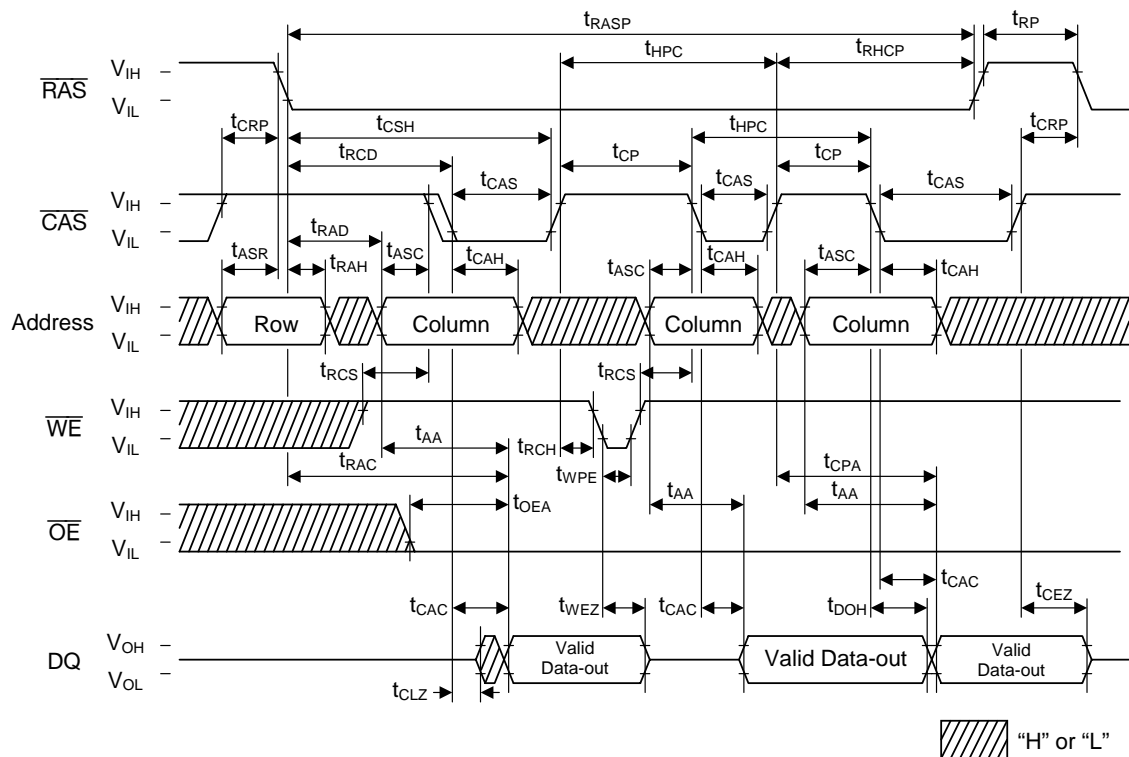 tRASP tRP
tHPC tRHCP
RAS VIH
VIL
tCRP tCSH tHPC tCRP
tRCD tCP tCP
tCAS tCAS tCAS
CAS VIH
VIL
tRAD
tASR tRAH tASC tCAH tASC tCAH tASC tCAH
Address VIH
VIL
Row Column Column Column
tRCS tRCS
WE VIH
VIL
tAA tRCH tCPA
tRAC tWPE
tOEA tAA tAA
OE VIH
VIL
tCAC
tCAC tWEZ tCAC tDOH tCEZ
DQ VOH
VOL
Valid Data-out Valid Data-out Valid Data-out
tCLZ
“H” or “L”